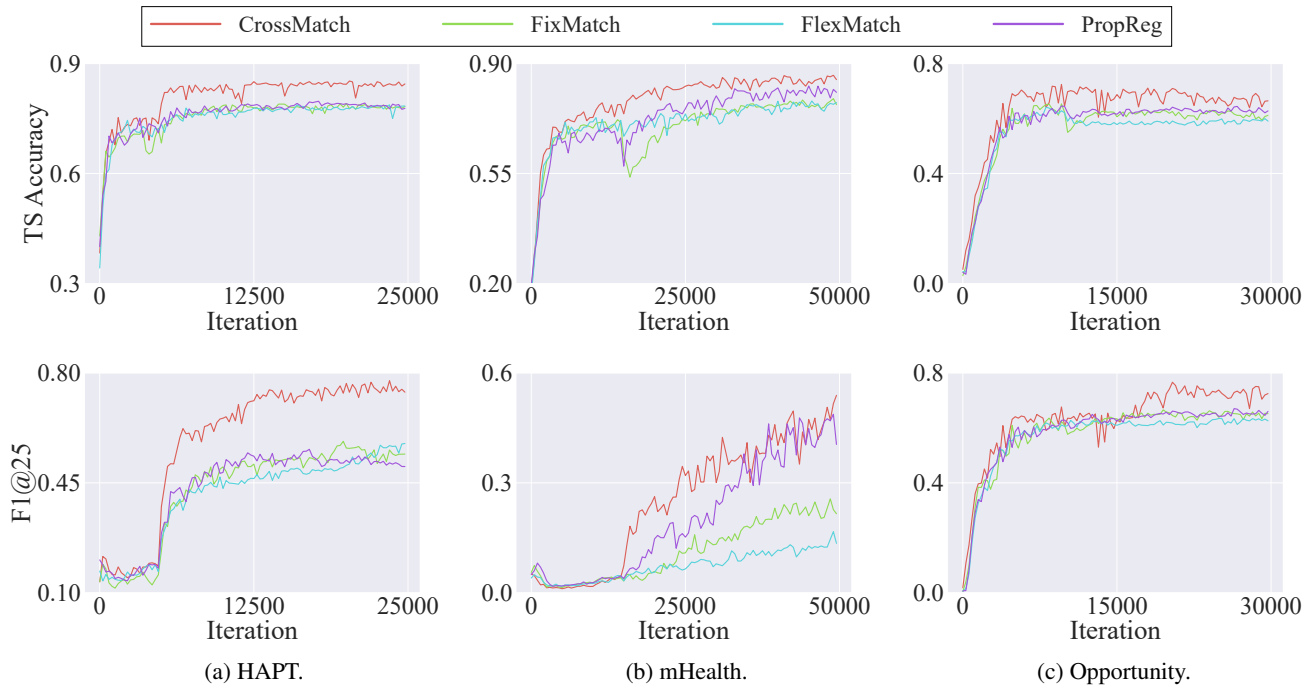 CrossMatch FixMatch FlexMatch PropReg
TS Accuracy
0.9
0.6
0.3
0 12500 25000
Iteration
0.90
0.55
0.20
0 25000 50000
Iteration
0.8
0.4
0.0
0 15000 30000
Iteration
F1@25
0.80
0.45
0.10
0 12500 25000
Iteration
0.6
0.3
0.0
0 25000 50000
Iteration
0.8
0.4
0.0
0 15000 30000
Iteration
(a) HAPT.
(b) mHealth.
(c) Opportunity.